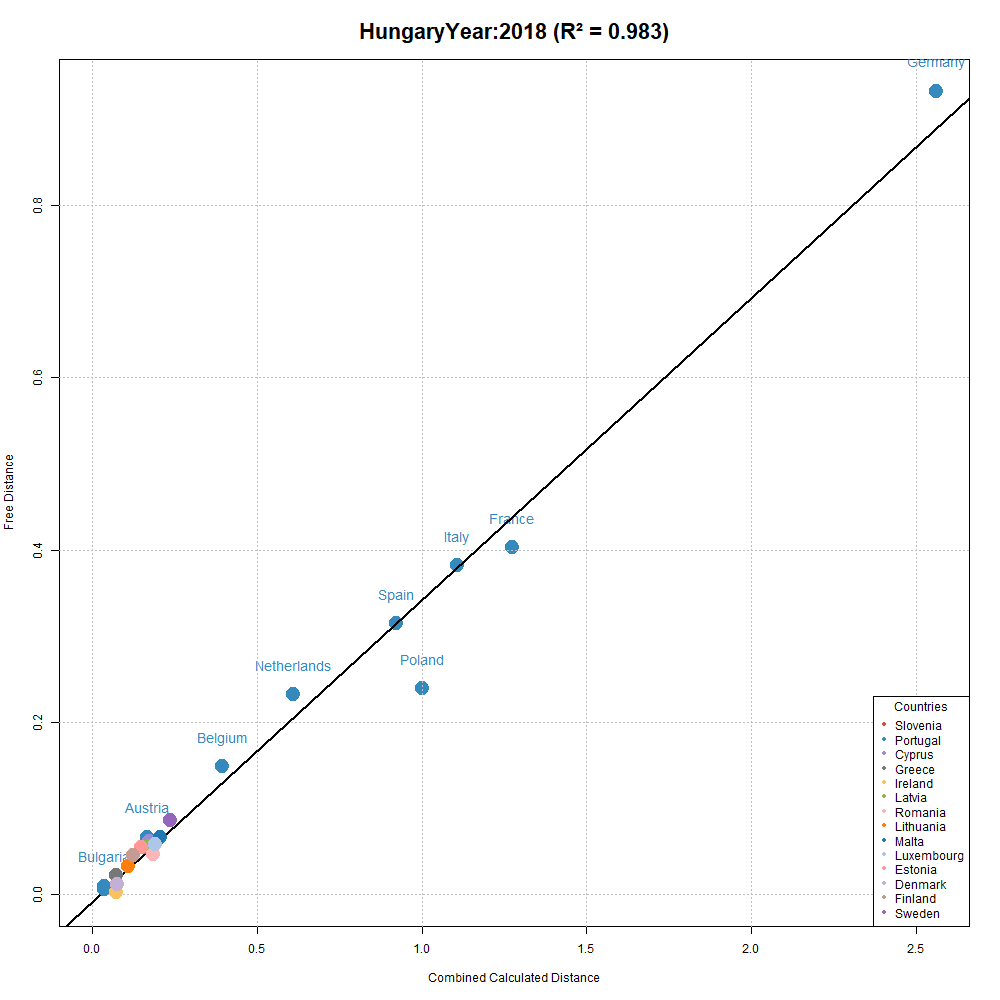 HungaryYear:2018 (R² = 0.983)
Germany
France
Italy
Spain
Poland
Netherlands
Belgium
Austria
Bulgaria
Free Distance
0.8
0.6
0.4
0.2
0.0
0.0 0.5 1.0 1.5 2.0 2.5
Combined Calculated Distance
Countries
Slovenia
Portugal
Cyprus
Greece
Ireland
Latvia
Romania
Lithuania
Malta
Luxembourg
Estonia
Denmark
Finland
Sweden